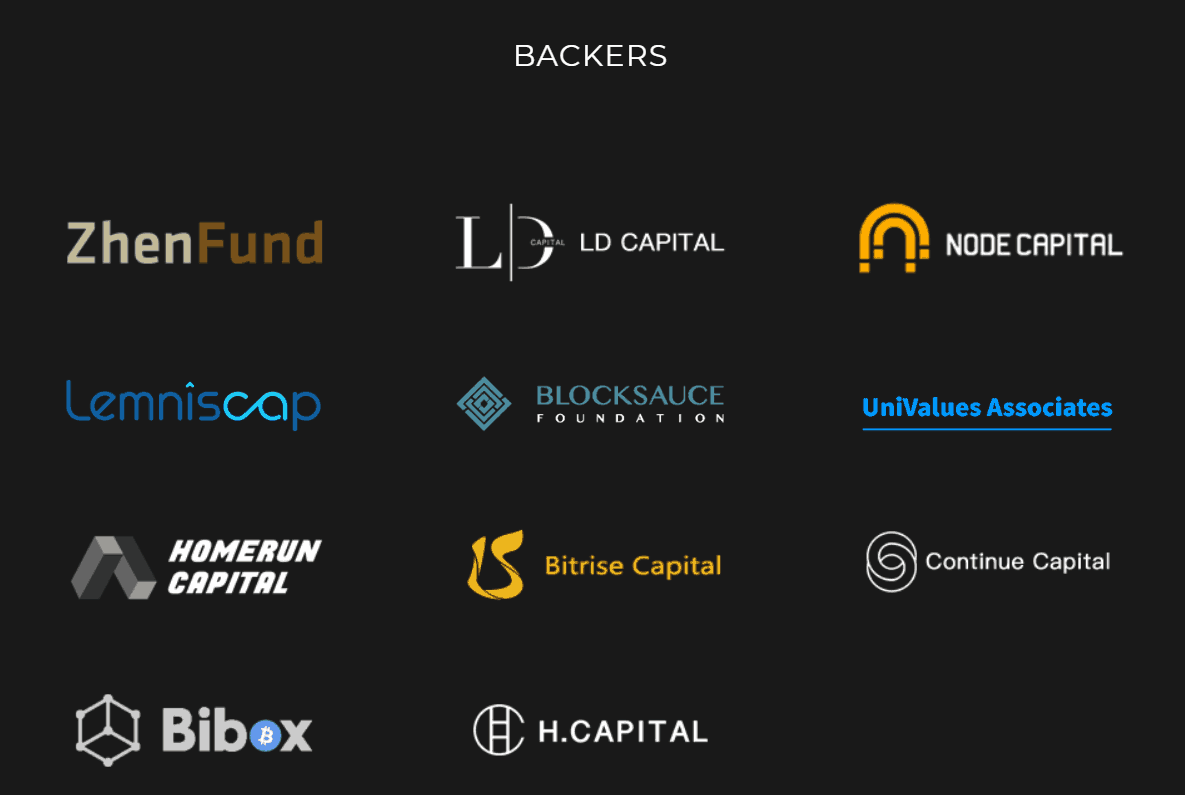 BACKERS
ZhenFund
LD CAPITAL LD CAPITAL
NODE CAPITAL
Lemniscap
BLOCKSAUCE
FOUNDATION
UniValues Associates
HOMERUN
CAPITAL
Bitrise Capital
Continue Capital
Bibox
H.CAPITAL